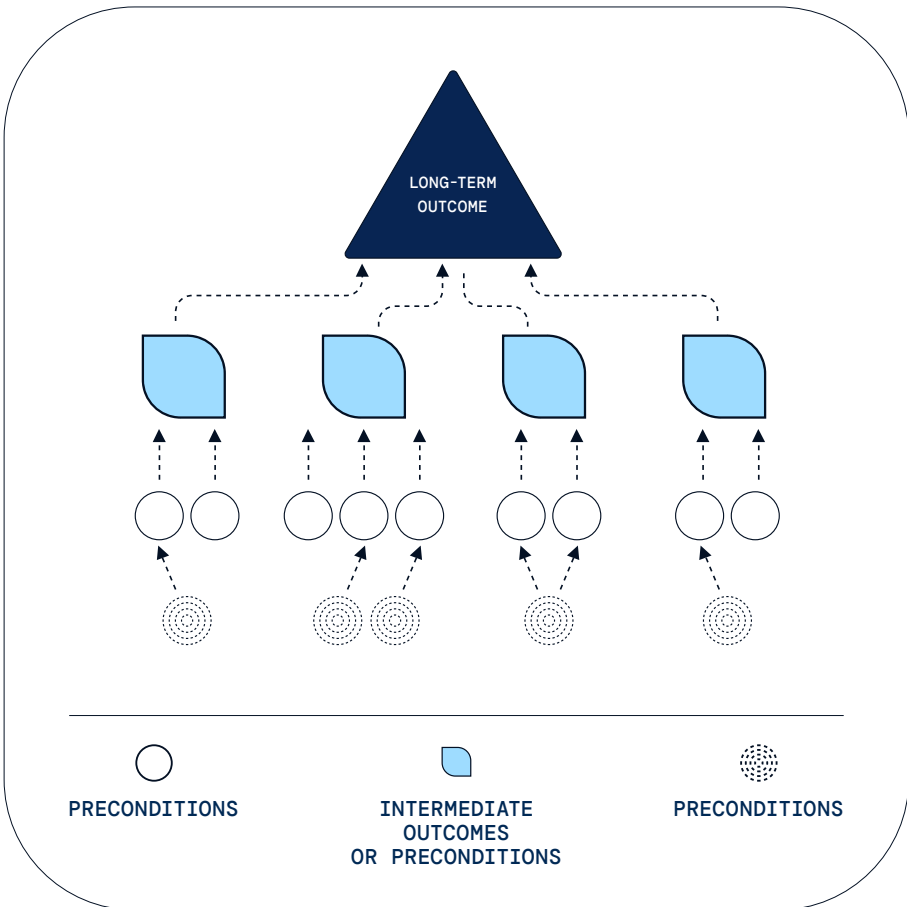 LONG-TERM
OUTCOME
PRECONDITIONS
INTERMEDIATE
OUTCOMES
OR PRECONDITIONS
PRECONDITIONS